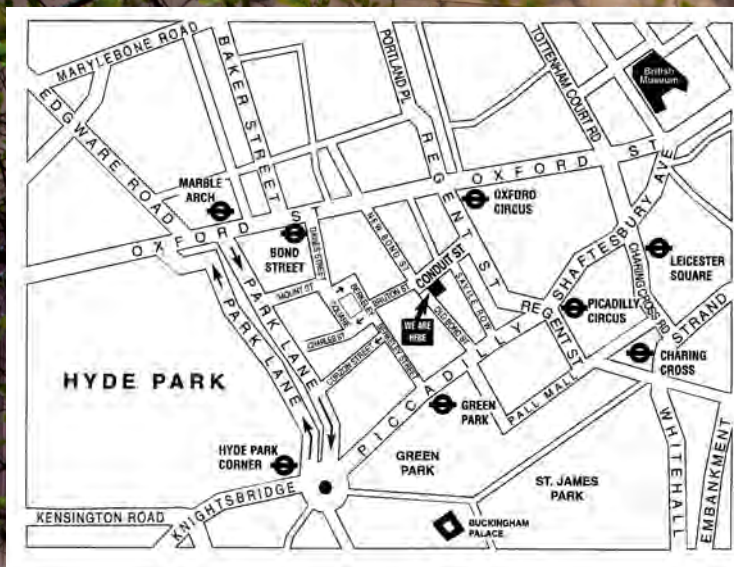 MARYLEBONE ROAD
BAKER STREET
PORTLAND PL
TOTTENHAM COURT RD
British
Museum
EDGWARE ROAD
REGENT ST
OXFORD ST
MARBLE
ARCH
OXFORD
CIRCUS
SHAFTESBURY AVE
OXFORD S
BOND
STREET
DAVIES STREET
NEW BOND ST
CONDUIT ST
LEICESTER
SQUARE
CHARING CROSS RD
MOUNT ST
BERKELEY
SQUARE
BRUTON ST
SAVILE ROW
PARK LANE
PARK LANE
WE ARE
HERE
OLD BOND ST
REGENT ST
PICADILLY
CIRCUS
STRAND
CHARLES ST
BERKELEY STREET
CURZON STREET
CHARING
CROSS
HYDE PARK
PICCADILLY
PALL MALL
GREEN
PARK
WHITEHALL
EMBANKMENT
HYDE PARK
CORNER
GREEN
PARK
ST. JAMES
PARK
KNIGHTSBRIDGE
KENSINGTON ROAD
BUCKINGHAM
PALACE